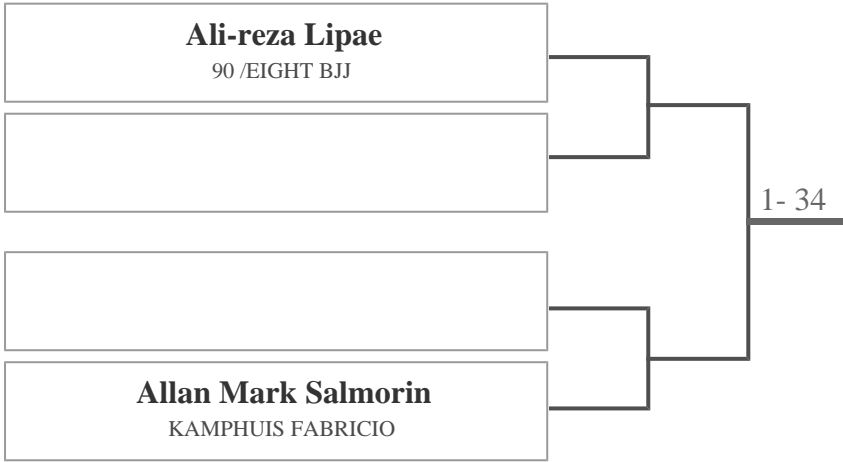 Ali-reza Lipae
90 /EIGHT BJJ
1- 34
Allan Mark Salmorin
KAMPHUIS FABRICIO